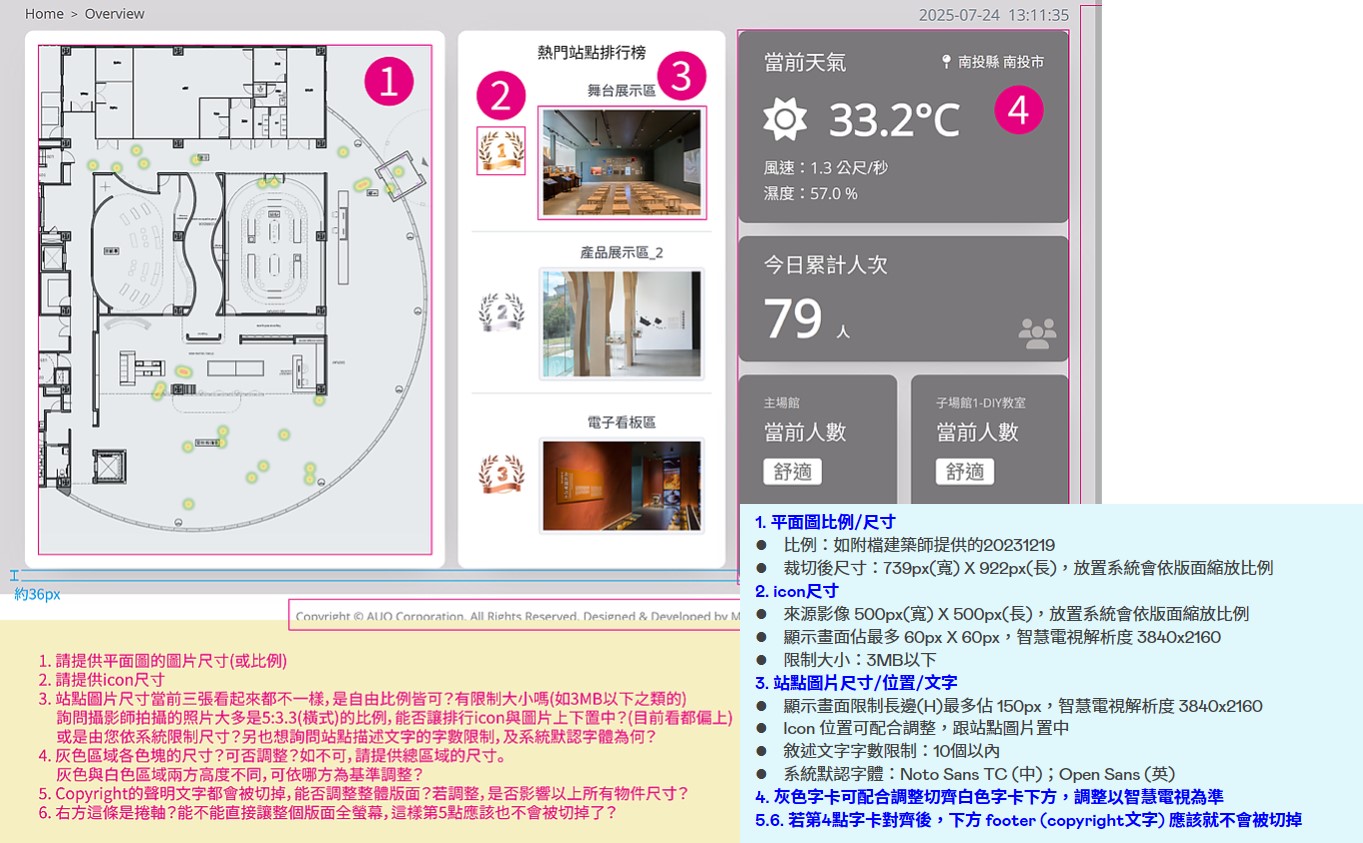 Home > Overview
2025-07-24 13:11:35
1
熱門站點排行榜
2
3
舞台展示區
1
產品展示區_2
2
電子看板區
3
當前天氣
南投縣 南投市
33.2°C
4
風速：1.3 公尺/秒
濕度：57.0 %
今日累計人次
79 人
主場館
當前人數
舒適
子場館1-DIY教室
當前人數
舒適
約36px
Copyright © AUO Corporation. All Rights Reserved. Designed & Developed by M
1. 請提供平面圖的圖片尺寸(或比例)
2. 請提供icon尺寸
3. 站點圖片尺寸當前三張看起來都不一樣，是自由比例皆可？有限制大小嗎(如3MB以下之類的)
詢問攝影師拍攝的照片大多是5:3.3(橫式)的比例，能否讓排行icon與圖片上下置中？(目前看都偏上)
或是由您依系統限制尺寸？另也想詢問站點描述文字的字數限制，及系統默認字體為何？
4. 灰色區域各色塊的尺寸？可否調整？如不可，請提供總區域的尺寸。
灰色與白色區域兩方高度不同，可依哪方為基準調整？
5. Copyright的聲明文字都會被切掉，能否調整整體版面？若調整，是否影響以上所有物件尺寸？
6. 右方這條是捲軸？能不能直接讓整個版面全螢幕，這樣第5點應該也不會被切掉了？
1. 平面圖比例/尺寸
● 比例：如附檔建築師提供的20231219
● 裁切後尺寸：739px(寬) X 922px(長)，放置系統會依版面縮放比例
2. icon尺寸
● 來源影像 500px(寬) X 500px(長)，放置系統會依版面縮放比例
● 顯示畫面佔最多 60px X 60px，智慧電視解析度 3840x2160
● 限制大小：3MB以下
3. 站點圖片尺寸/位置/文字
● 顯示畫面限制長邊(H)最多佔 150px，智慧電視解析度 3840x2160
● Icon 位置可配合調整，跟站點圖片置中
● 敘述文字字數限制：10個以內
● 系統默認字體：Noto Sans TC (中)；Open Sans (英)
4. 灰色字卡可配合調整切齊白色字卡下方，調整以智慧電視為準
5.6. 若第4點字卡對齊後，下方 footer (copyright文字) 應該就不會被切掉